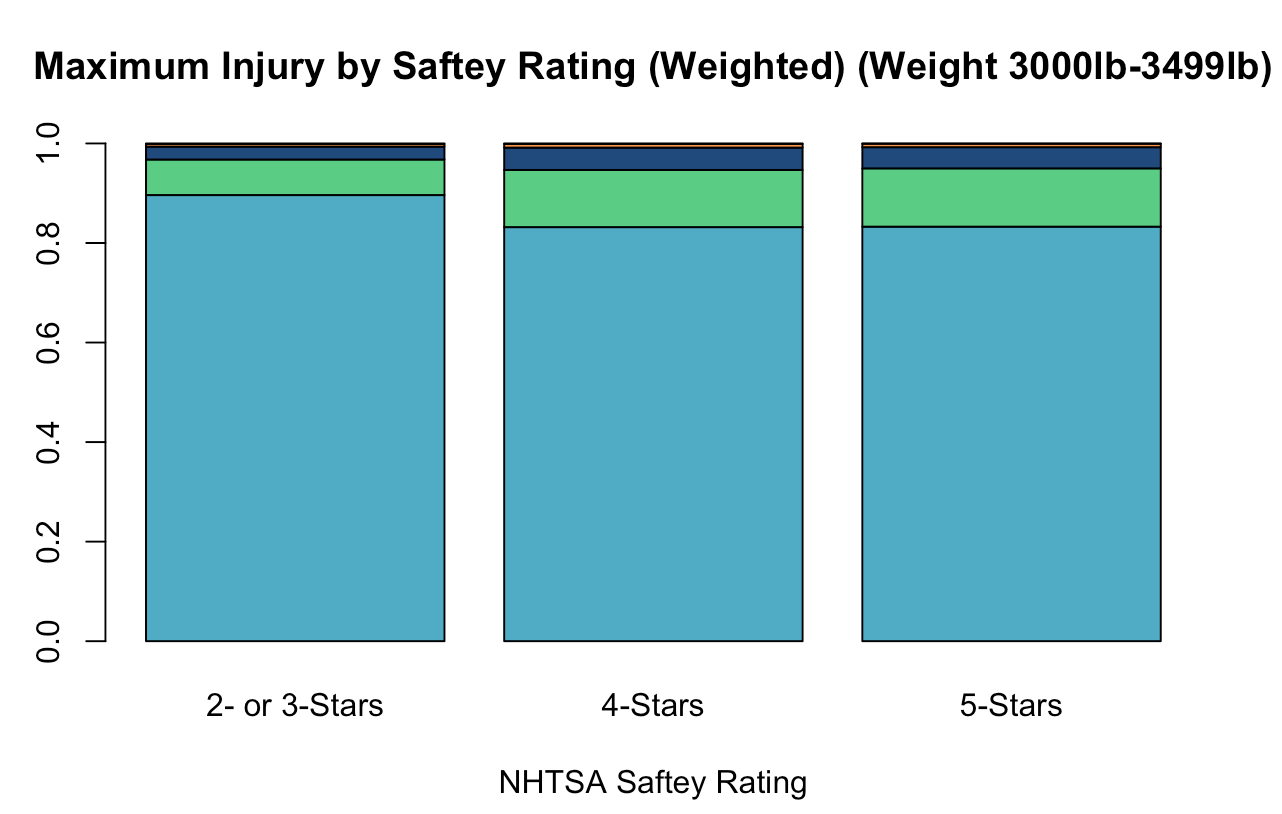 Maximum Injury by Saftey Rating (Weighted) (Weight 3000lb-3499lb)
1.0
0.8
0.6
0.4
0.2
0.0
2- or 3-Stars 4-Stars 5-Stars
NHTSA Saftey Rating